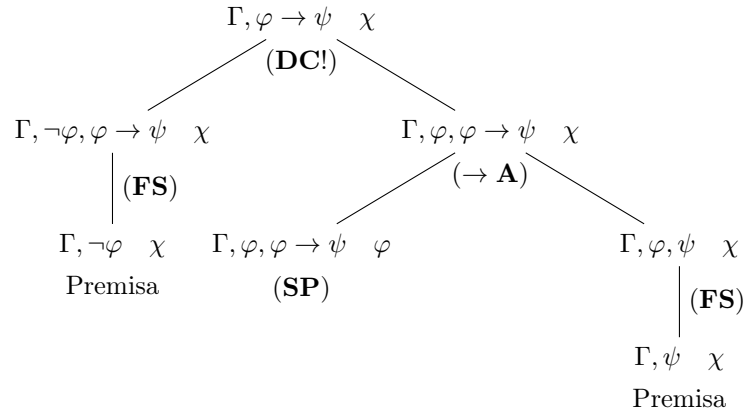 Γ, φ → ψ χ
(DC!)
Γ, ¬φ, φ → ψ χ
Γ, φ, φ → ψ χ
(FS)
(→ A)
Γ, ¬φ χ
Γ, φ, φ → ψ φ
Γ, φ, ψ χ
Premisa
(SP)
(FS)
Γ, ψ χ
Premisa